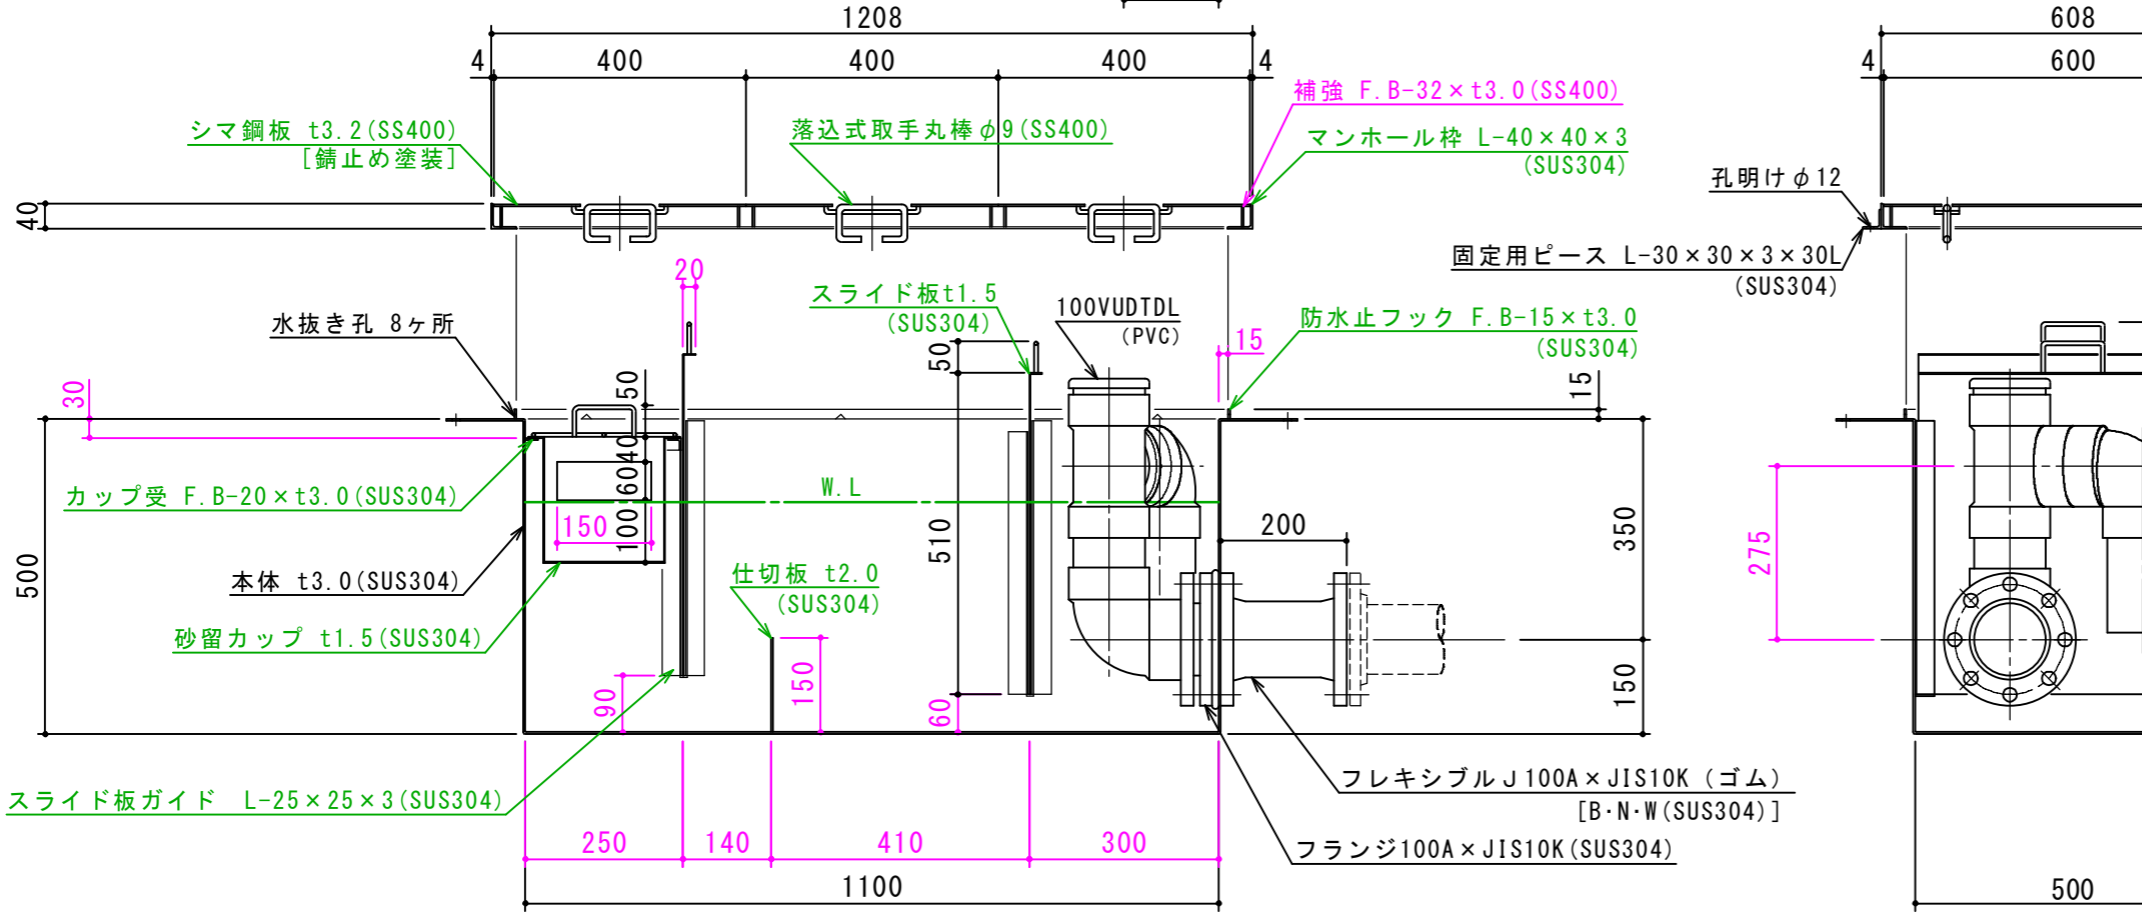 1208
608
4
400
400
400
4
4
600
補強 F.B-32×t3.0(SS400)
シマ鋼板 t3.2(SS400)
[錆止め塗装]
落込式取手丸棒φ9(SS400)
マンホール枠 L-40×40×3
(SUS304)
孔明けφ12
40
固定用ピース L-30×30×3×30L
(SUS304)
20
スライド板t1.5
(SUS304)
100VUDTDL
(PVC)
水抜き孔 8ヶ所
防水止フック F.B-15×t3.0
(SUS304)
15
50
15
30
50
40
60
100
150
カップ受 F.B-20×t3.0(SUS304)
W.L
510
200
350
275
500
本体 t3.0(SUS304)
仕切板 t2.0
(SUS304)
砂留カップ t1.5(SUS304)
90
150
60
150
スライド板ガイド L-25×25×3(SUS304)
フレキシブルJ100A×JIS10K(ゴム)
[B・N・W(SUS304)]
フランジ100A×JIS10K(SUS304)
250
140
410
300
1100
500